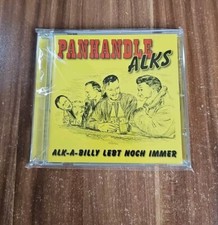 PANHANDLE
ALKS
ALK-A-BILLY LEBT NOCH IMMER